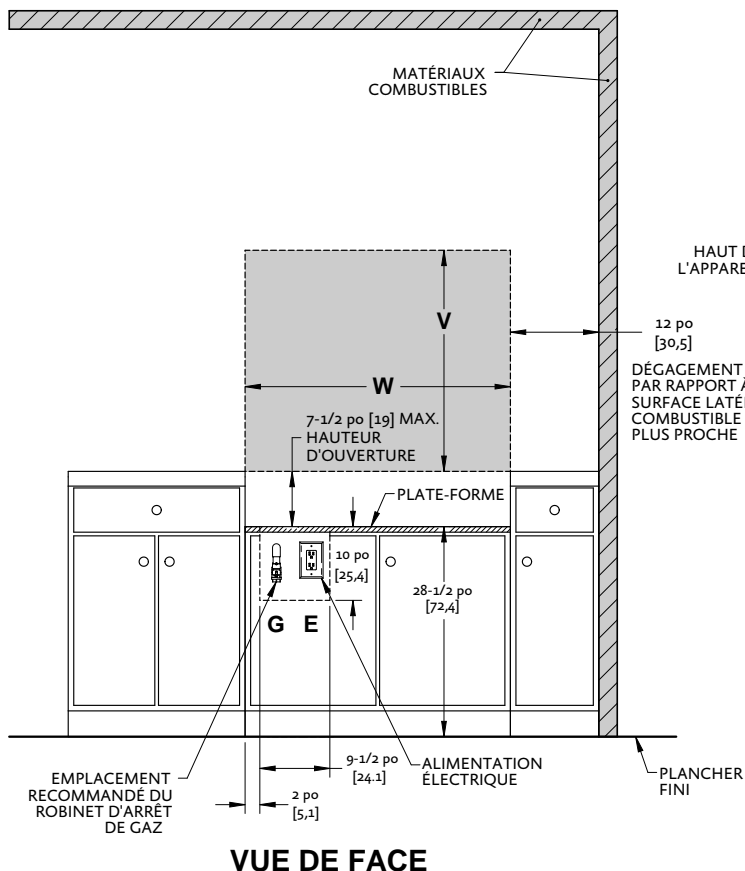 MATÉRIAUX
COMBUSTIBLES
HAUT D
L'APPARE
V
12 po
[30,5]
W
DÉGAGEMENT
PAR RAPPORT À
SURFACE LATÉ
COMBUSTIBLE
PLUS PROCHE
7-1/2 po [19] MAX.
HAUTEUR
D'OUVERTURE
PLATE-FORME
10 po
[25,4]
28-1/2 po
[72,4]
G E
9-1/2 po
[24.1]
ALIMENTATION
ÉLECTRIQUE
EMPLACEMENT
RECOMMANDÉ DU
ROBINET D'ARRÊT
DE GAZ
2 po
[5,1]
PLANCHER
FINI
VUE DE FACE